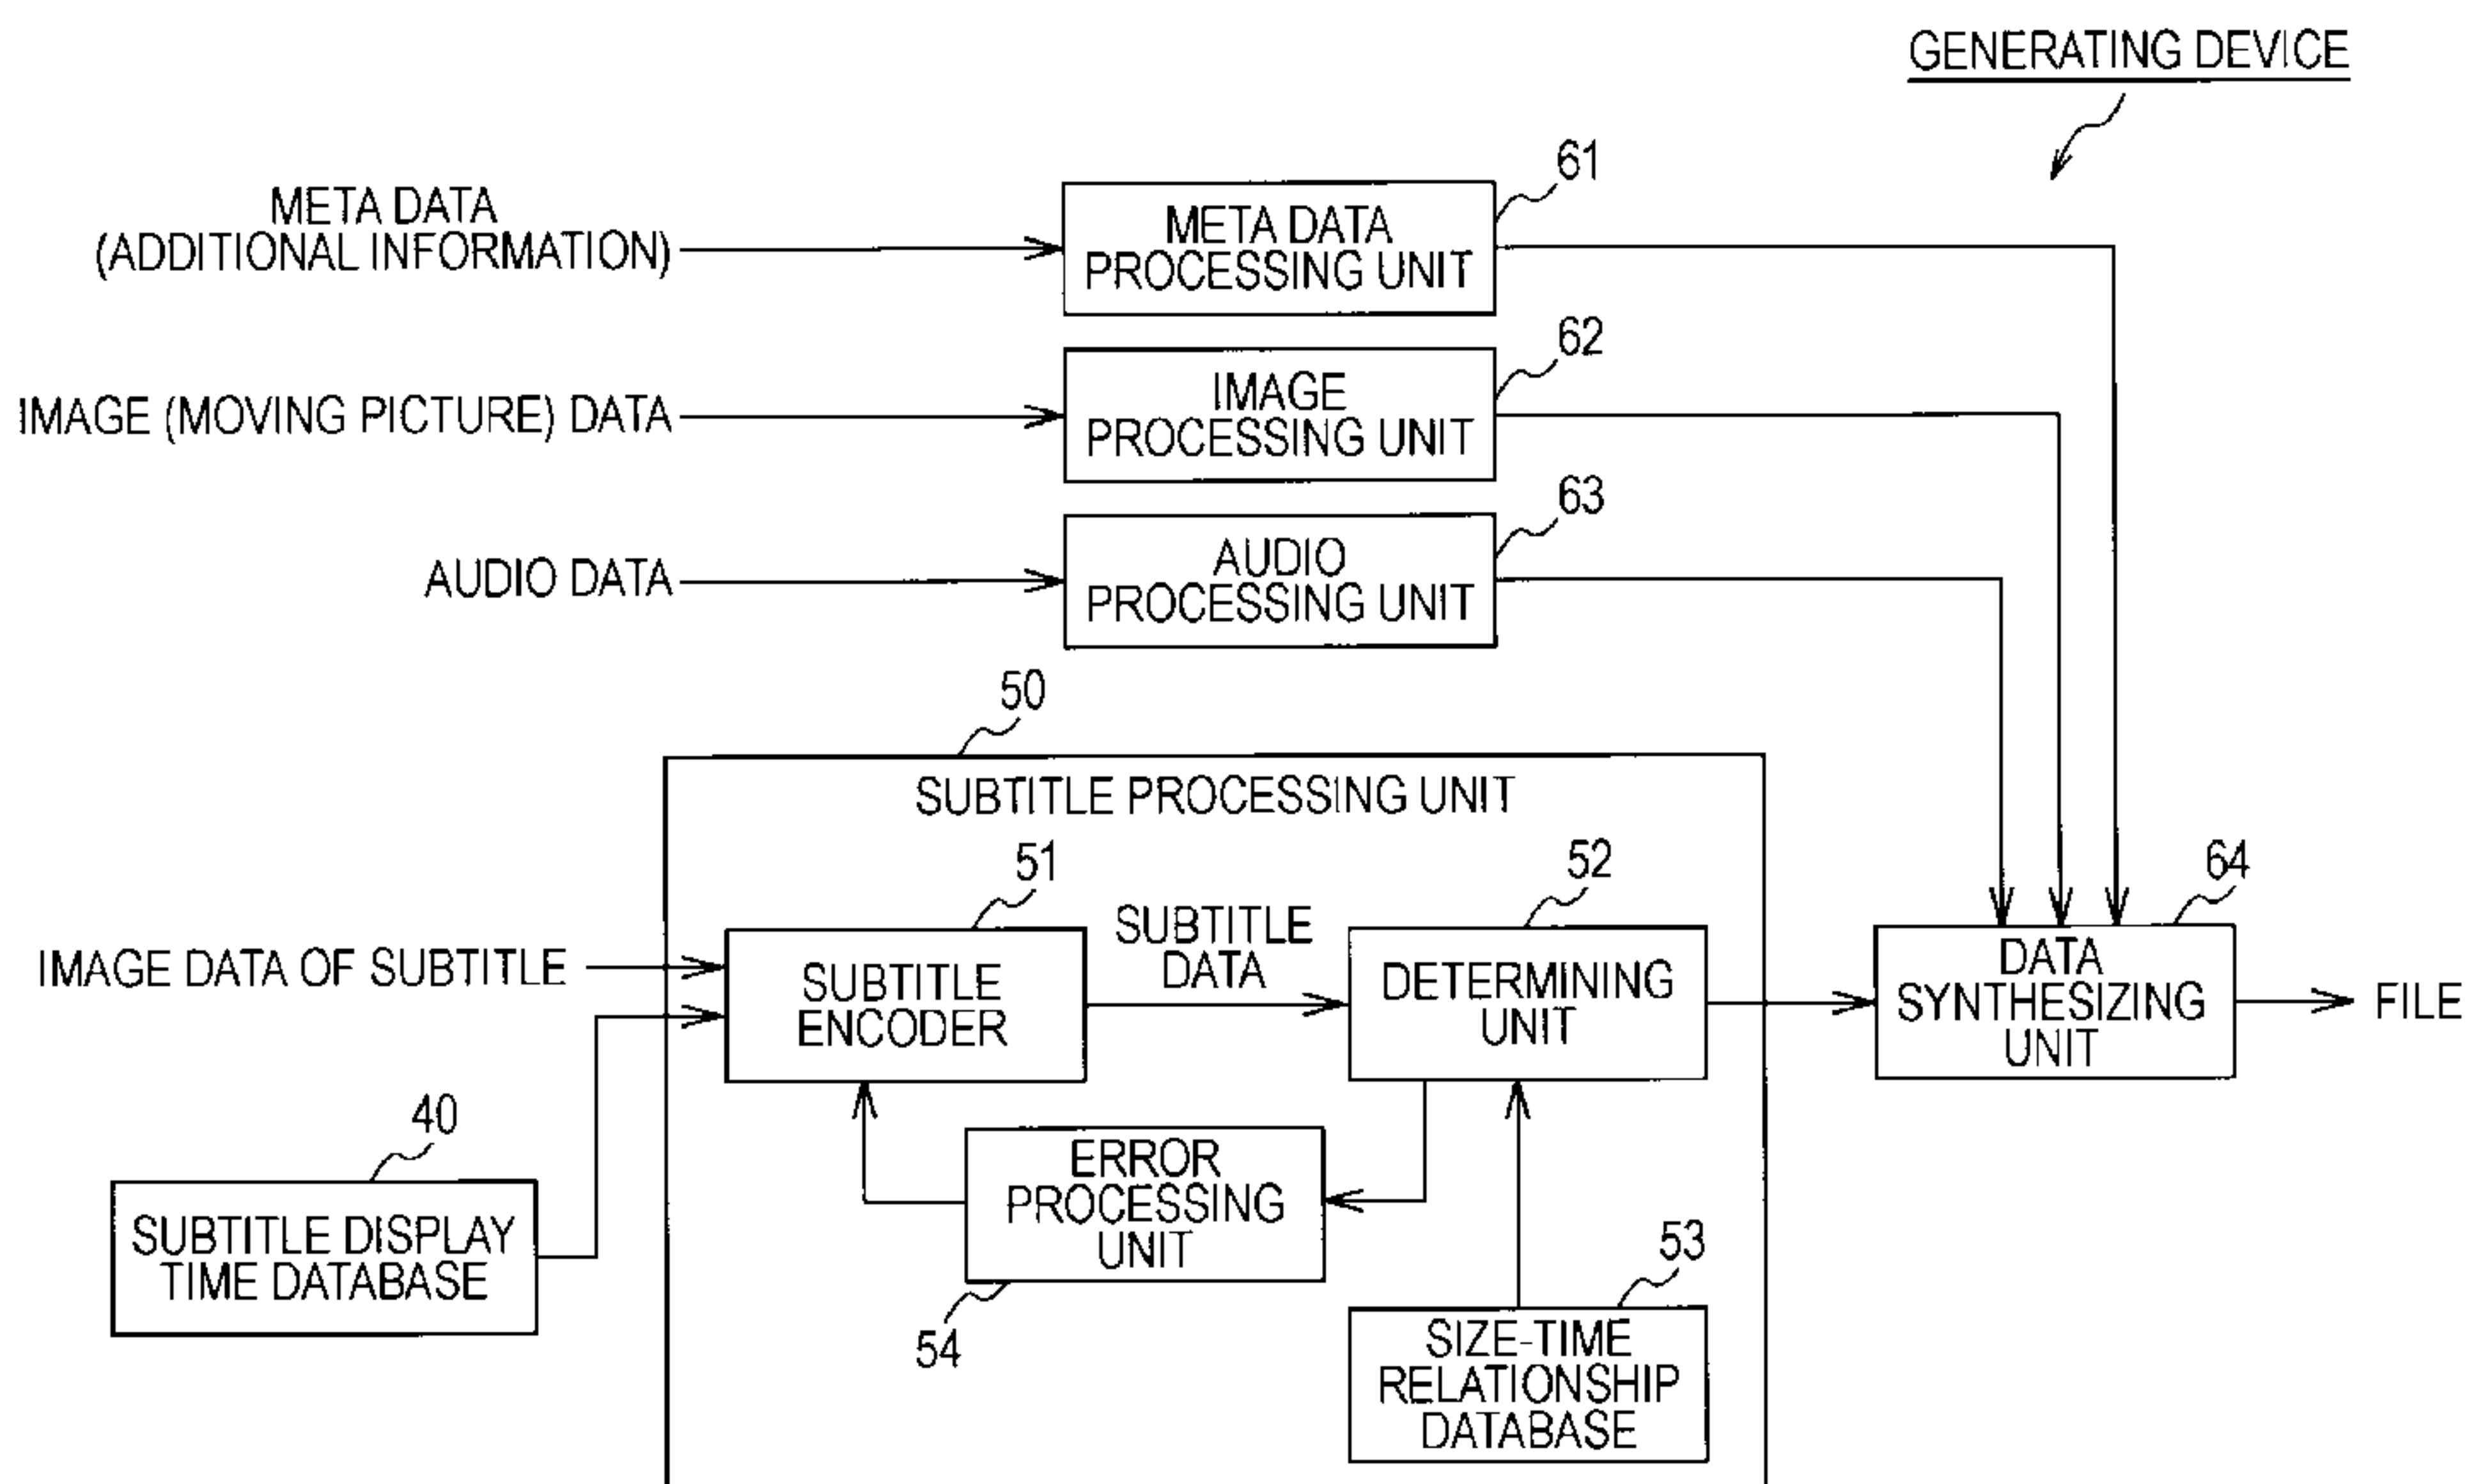 GENERATING DEVICE
61
META DATA
(ADDITIONAL INFORMATION)
META DATA
PROCESSING UNIT
62
IMAGE (MOVING PICTURE) DATA
IMAGE
PROCESSING UNIT
63
AUDIO DATA
AUDIO
PROCESSING UNIT
50
SUBTITLE PROCESSING UNIT
51
52
64
IMAGE DATA OF SUBTITLE
SUBTITLE
ENCODER
SUBTITLE
DATA
DETERMINING
UNIT
DATA
SYNTHESIZING
UNIT
FILE
40
SUBTITLE DISPLAY
TIME DATABASE
ERROR
PROCESSING
UNIT
54
53
SIZE-TIME
RELATIONSHIP
DATABASE